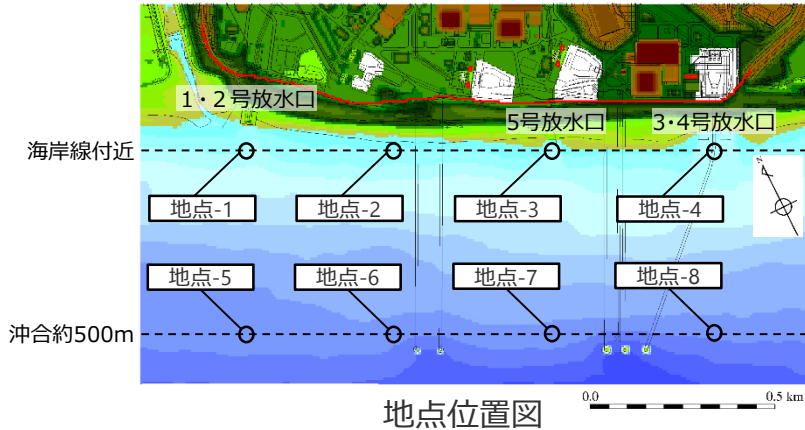 1・2号放水口
5号放水口
3・4号放水口
海岸線付近
地点-1
地点-2
地点-3
地点-4
N
地点-5
地点-6
地点-7
地点-8
沖合約500m
地点位置図
0.0
0.5 km